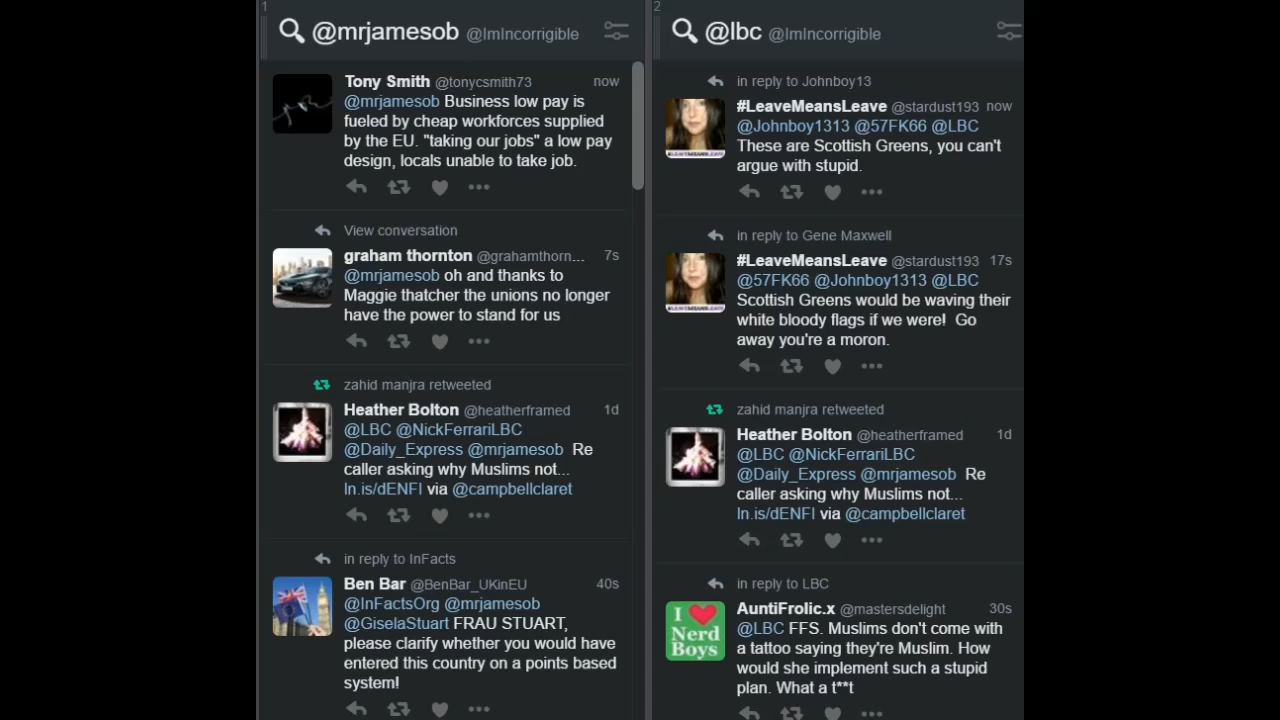 1
@mrjamesob @ImIncorrigible
Tony Smith @tonycsmith73 now
@mrjamesob Business low pay is
fueled by cheap workforces supplied
by the EU. "taking our jobs" a low pay
design, locals unable to take job.
View conversation
graham thornton @grahamthorn... 7s
@mrjamesob oh and thanks to
Maggie thatcher the unions no longer
have the power to stand for us
zahid manjra retweeted
Heather Bolton @heatherframed 1d
@LBC @NickFerrariLBC
@Daily_Express @mrjamesob Re
caller asking why Muslims not...
ln.is/dENFI via @campbellclaret
in reply to InFacts
Ben Bar @BenBar_UKinEU 40s
@InFactsOrg @mrjamesob
@GiselaStuart FRAU STUART,
please clarify whether you would have
entered this country on a points based
system!
2
@lbc @ImIncorrigible
in reply to Johnboy13
#LeaveMeansLeave @stardust193 now
@Johnboy1313 @57FK66 @LBC
These are Scottish Greens, you can't
argue with stupid.
in reply to Gene Maxwell
#LeaveMeansLeave @stardust193 17s
@57FK66 @Johnboy1313 @LBC
Scottish Greens would be waving their
white bloody flags if we were! Go
away you're a moron.
zahid manjra retweeted
Heather Bolton @heatherframed 1d
@LBC @NickFerrariLBC
@Daily_Express @mrjamesob Re
caller asking why Muslims not...
ln.is/dENFI via @campbellclaret
in reply to LBC
I
Nerd
Boys
AuntiFrolic.x @mastersdelight 30s
@LBC FFS. Muslims don't come with
a tattoo saying they're Muslim. How
would she implement such a stupid
plan. What a t**t